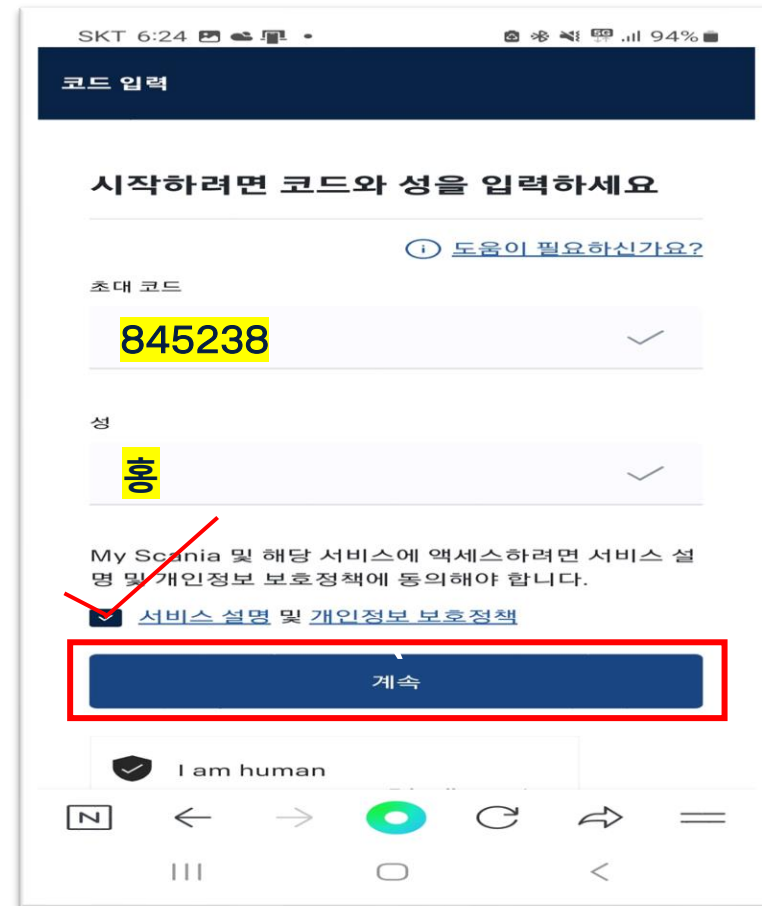 SKT 6:24
94%
코드 입력
시작하려면 코드와 성을 입력하세요
도움이 필요하신가요?
초대 코드
845238
성
홍
My Scania 및 해당 서비스에 액세스하려면 서비스 설
명 및 개인정보 보호정책에 동의해야 합니다.
서비스 설명 및 개인정보 보호정책
계속
I am human
N